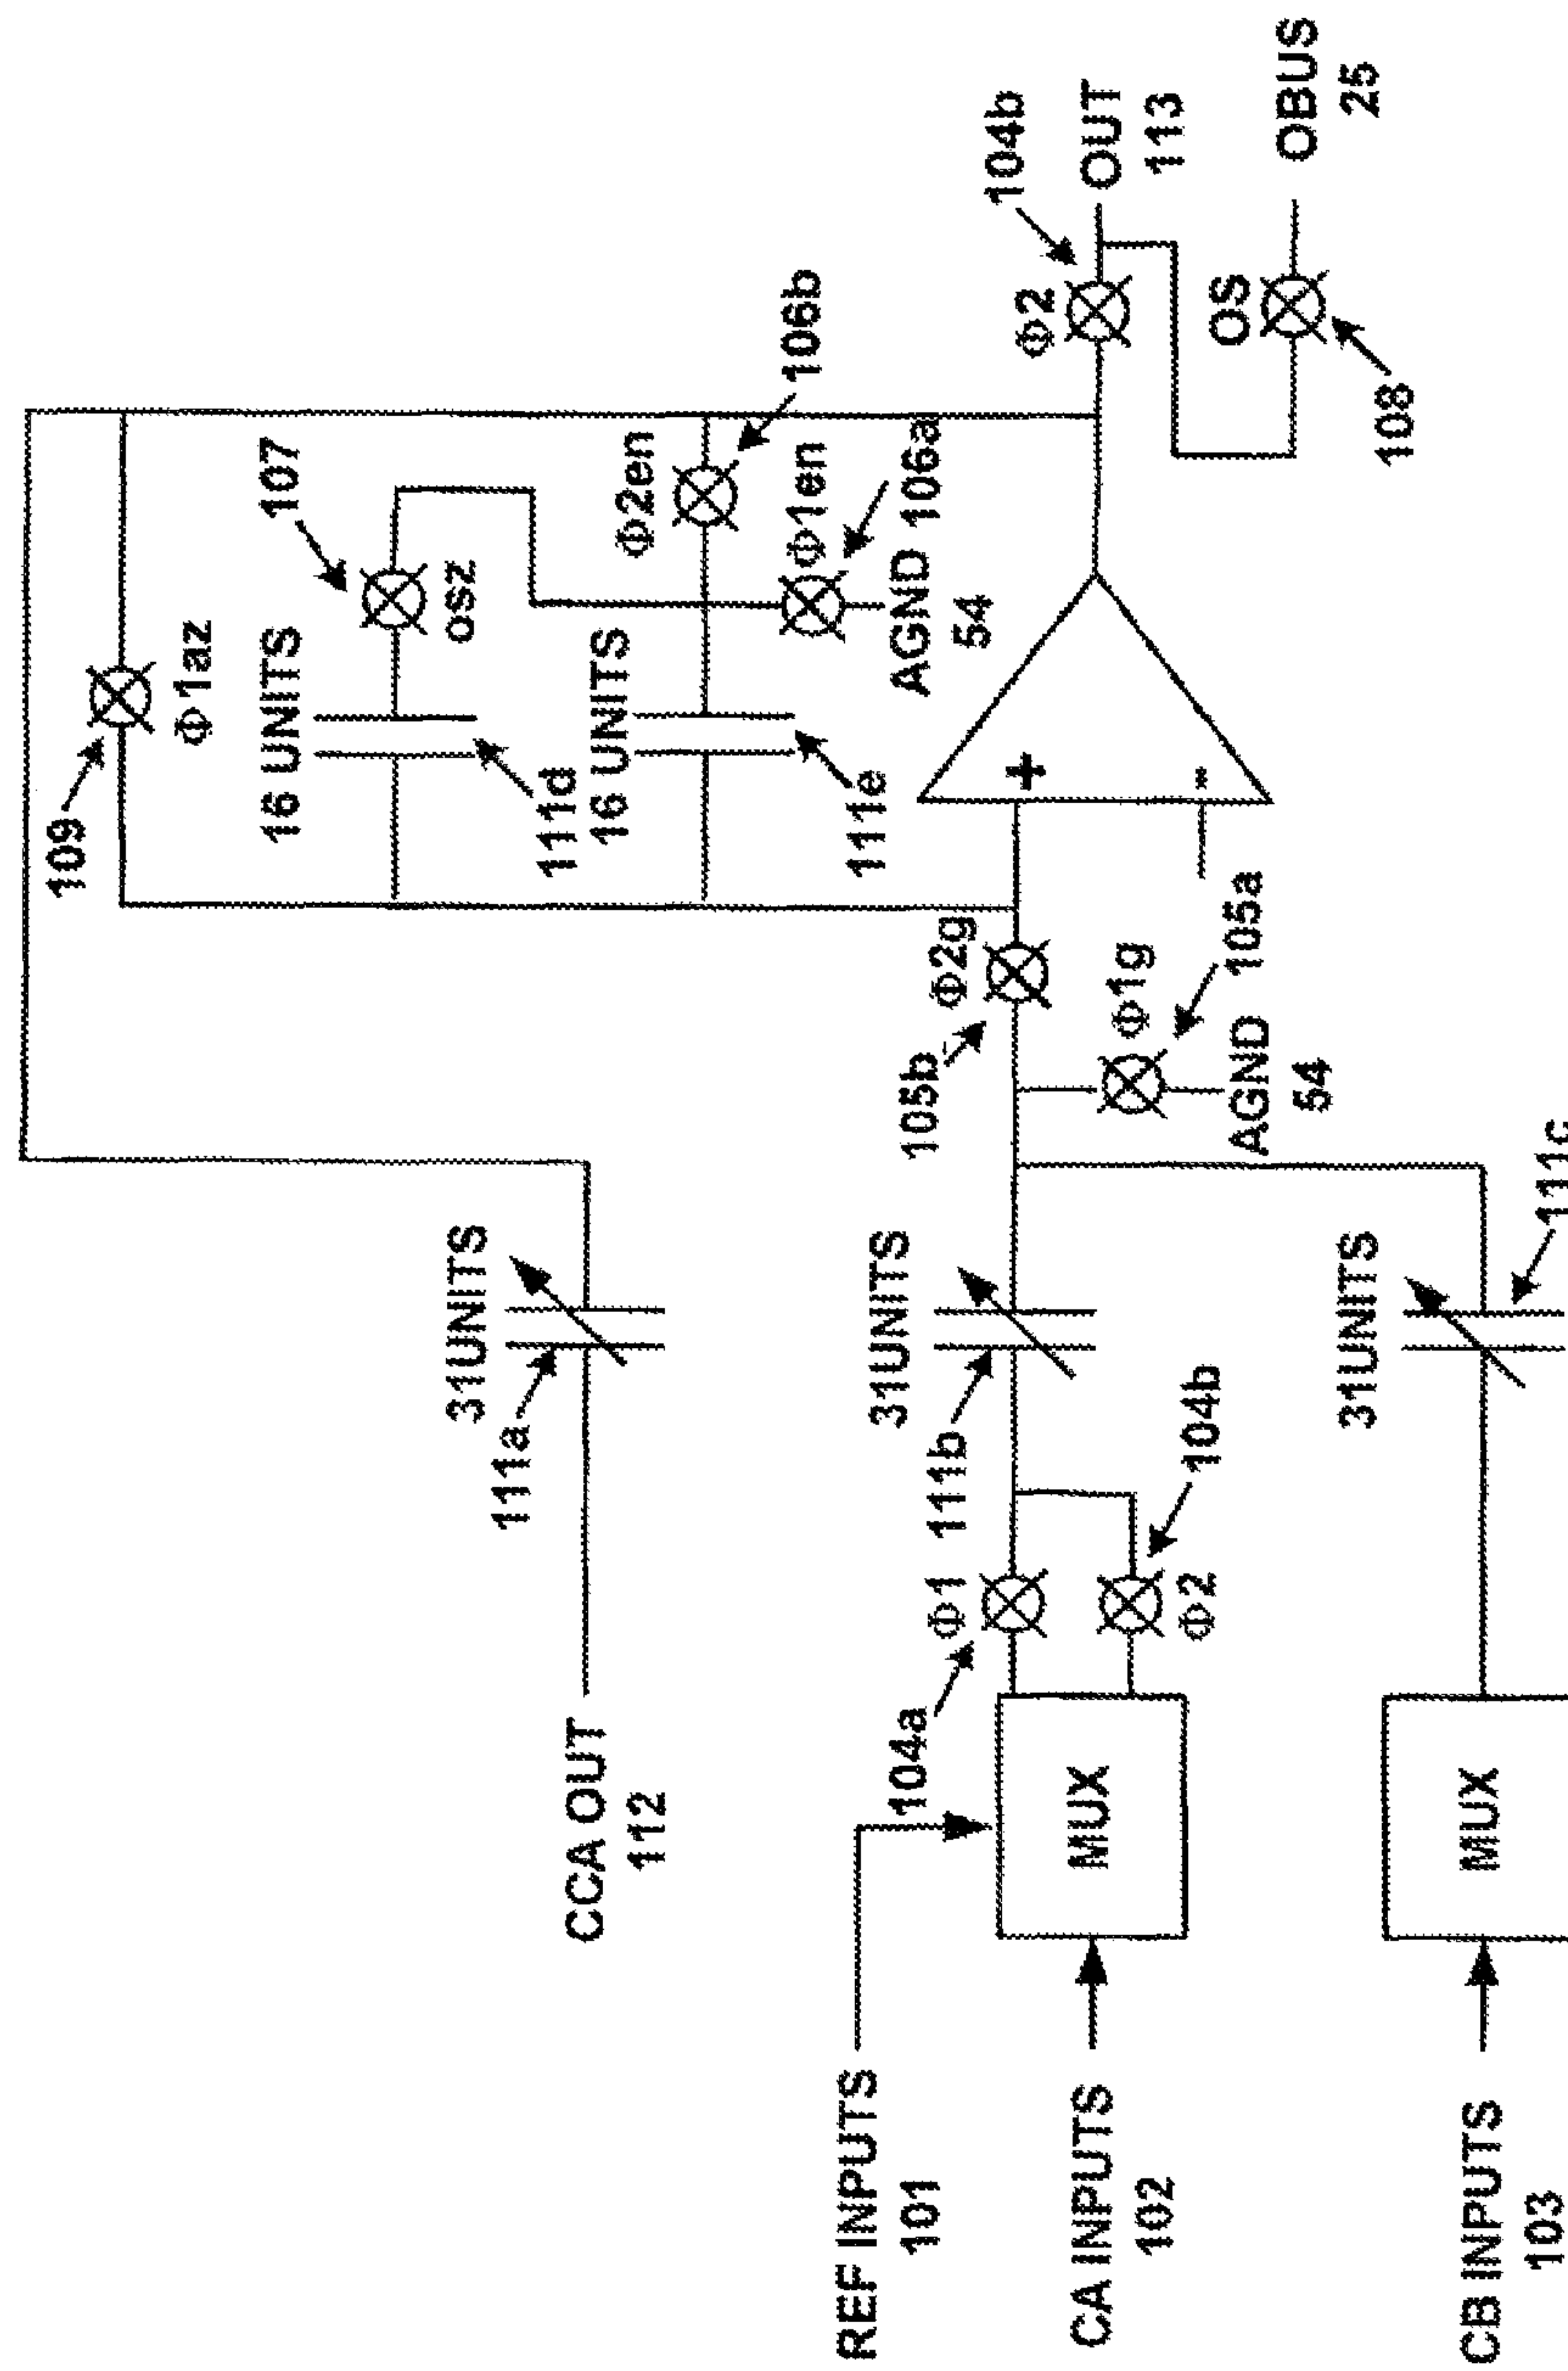 109
Φ1az
107
16 UNITS
osz
111d
16 UNITS
Φ2en
106b
111e
Φ1en
106a
AGND
54
31UNITS
111a
CCA OUT
112
+
-
Φ2
104b
OUT
113
OS
OBUS
25
108
105b
Φ2g
Φ1g
105a
AGND
54
REF INPUTS
101
104a
Φ1
111b
31UNITS
MUX
Φ2
104b
CA INPUTS
102
31UNITS
111c
MUX
CB INPUTS
103